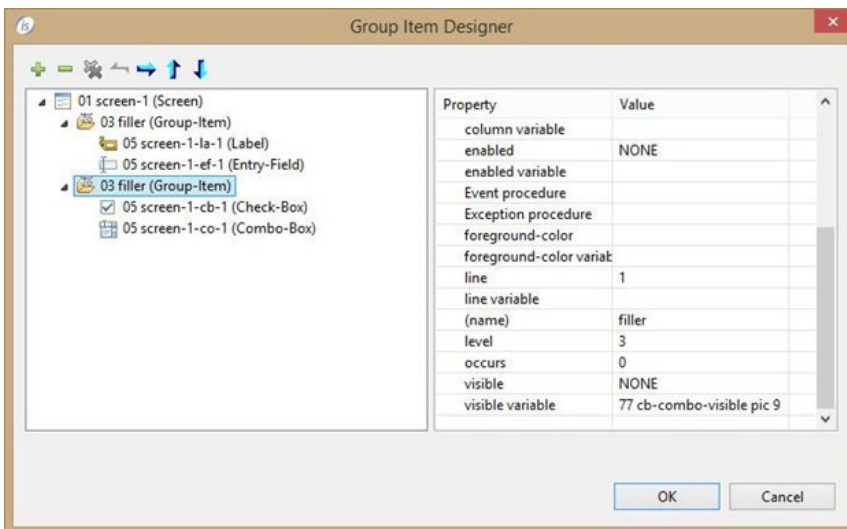 Group Item Designer
01 screen-1 (Screen)
03 filler (Group-Item)
05 screen-1-la-1 (Label)
05 screen-1-ef-1 (Entry-Field)
03 filler (Group-Item)
05 screen-1-cb-1 (Check-Box)
05 screen-1-co-1 (Combo-Box)
Property Value
column variable
enabled NONE
enabled variable
Event procedure
Exception procedure
foreground-color
foreground-color variab
line 1
line variable
(name) filler
level 3
occurs 0
visible NONE
visible variable 77 cb-combo-visible pic 9
OK Cancel